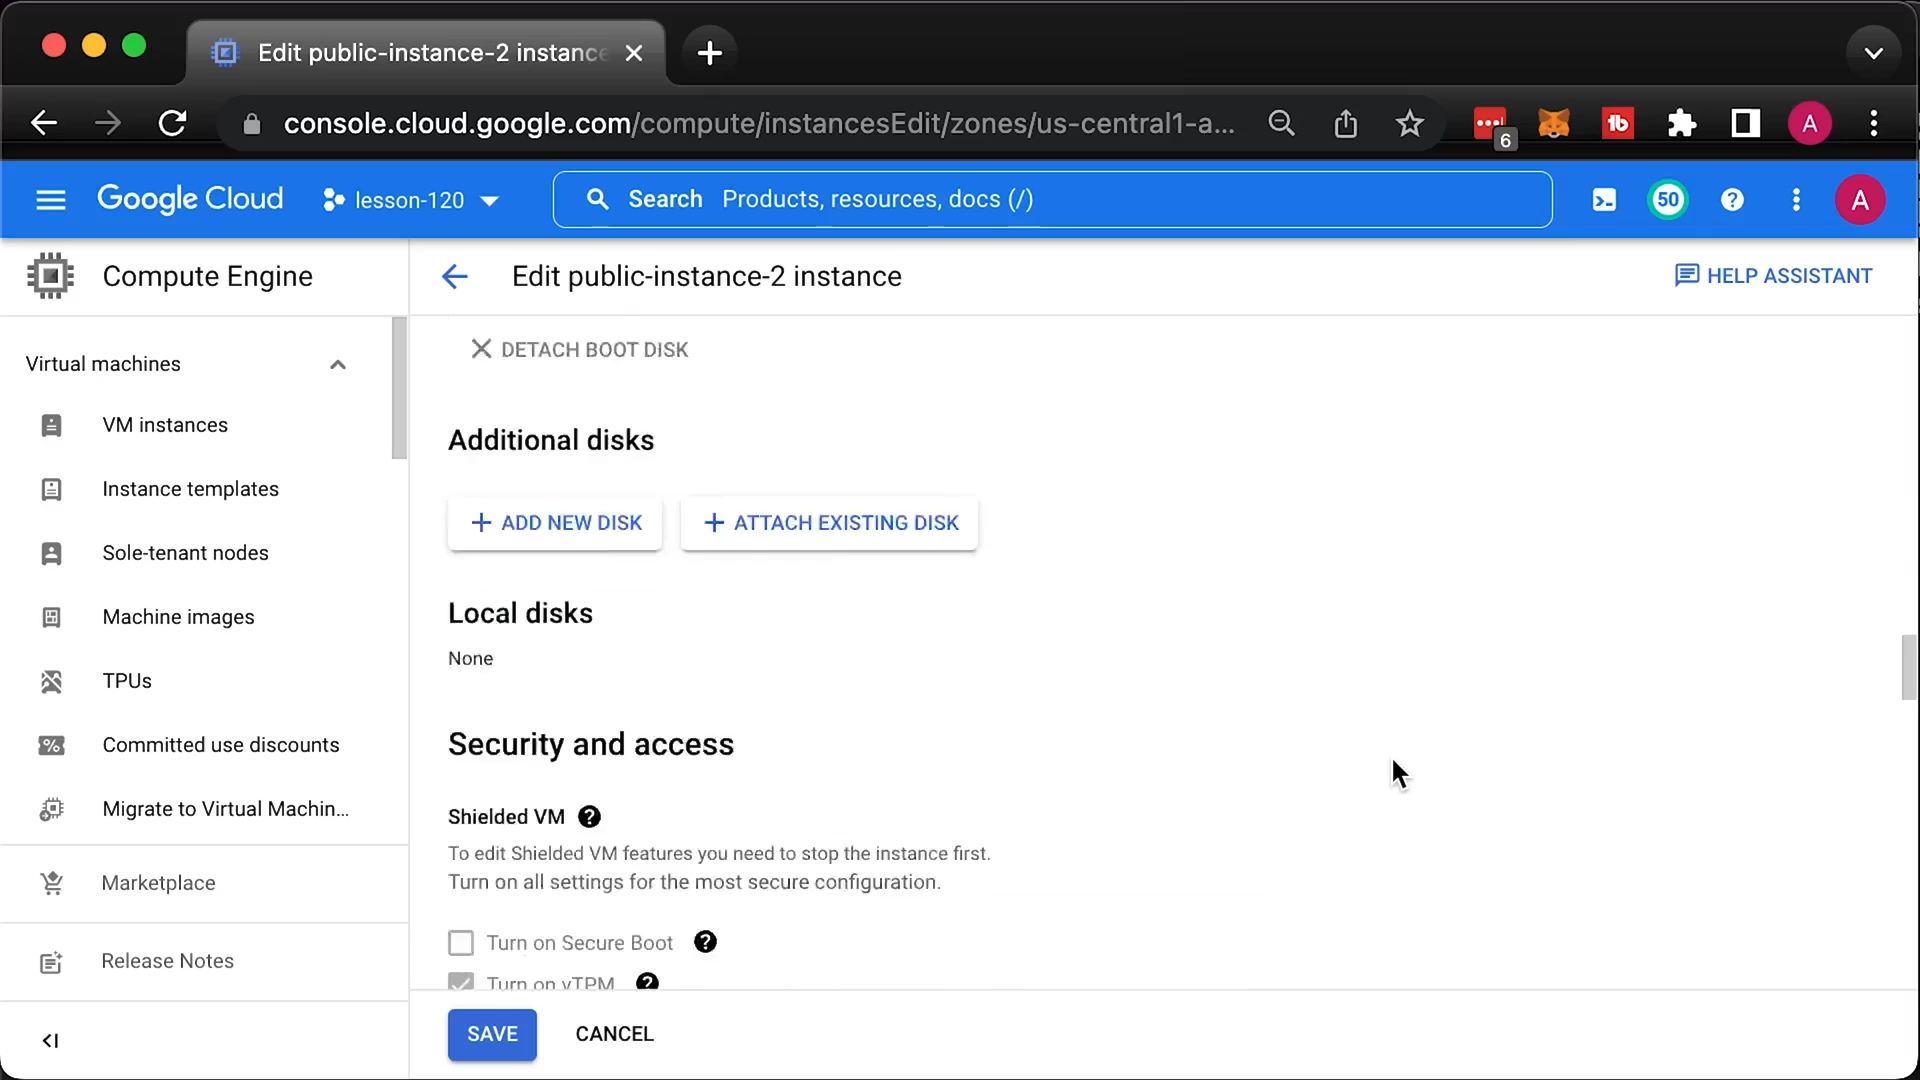 Edit public-instance-2 instance
console.cloud.google.com/compute/instancesEdit/zones/us-central1-a...
6
A
Google Cloud
lesson-120
Search Products, resources, docs (/)
50
A
Compute Engine
Edit public-instance-2 instance
HELP ASSISTANT
Virtual machines
VM instances
Instance templates
Sole-tenant nodes
Machine images
TPUs
Committed use discounts
Migrate to Virtual Machin...
Marketplace
Release Notes
DETACH BOOT DISK
Additional disks
ADD NEW DISK
ATTACH EXISTING DISK
Local disks
None
Security and access
Shielded VM
To edit Shielded VM features you need to stop the instance first.
Turn on all settings for the most secure configuration.
Turn on Secure Boot
Turn on vTPM
SAVE
CANCEL